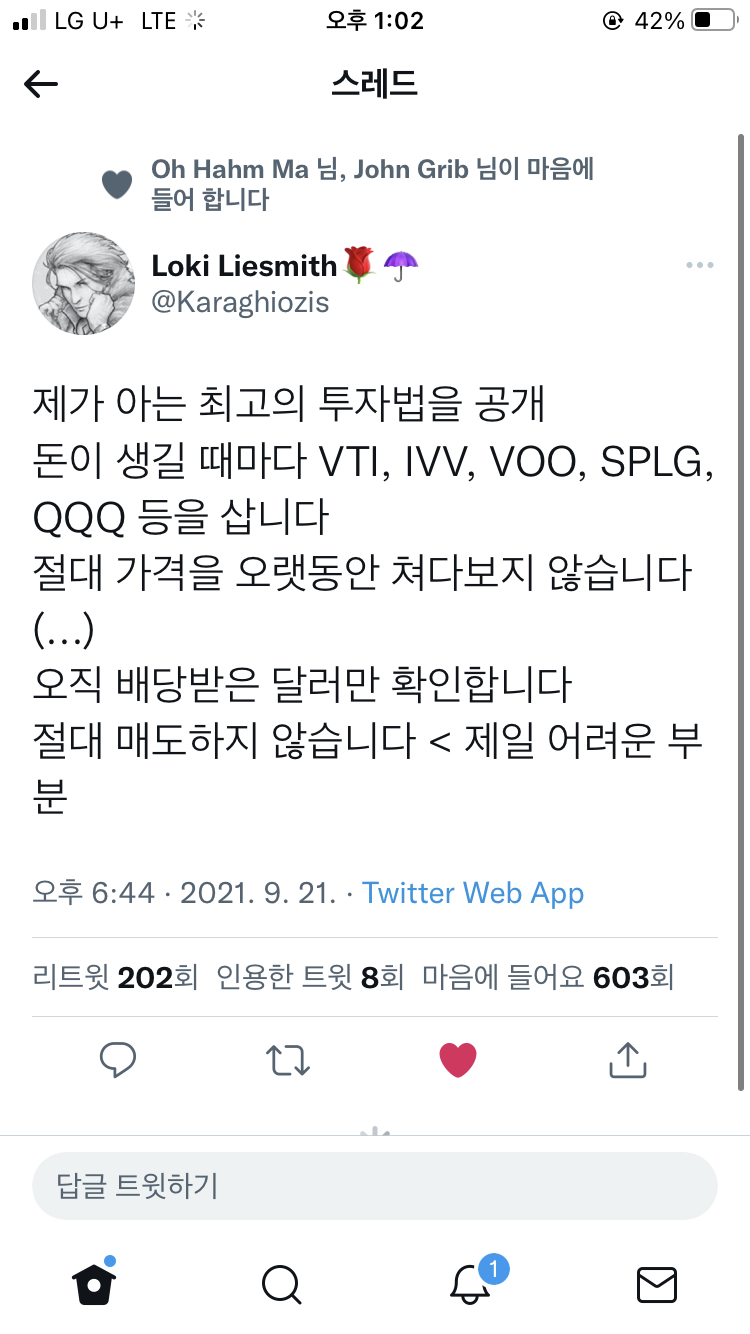 LG U+ LTE 오후 1:02 42%
스레드
Oh Hahm Ma 님, John Grib 님이 마음에
들어 합니다
Loki Liesmith🌹☂️
@Karaghiozis
제가 아는 최고의 투자법을 공개
돈이 생길 때마다 VTI, IVV, VOO, SPLG,
QQQ 등을 삽니다
절대 가격을 오랫동안 쳐다보지 않습니다
(...)
오직 배당받은 달러만 확인합니다
절대 매도하지 않습니다 < 제일 어려운 부
분
오후 6:44 · 2021. 9. 21. · Twitter Web App
리트윗 202회 인용한 트윗 8회 마음에 들어요 603회
답글 트윗하기
1